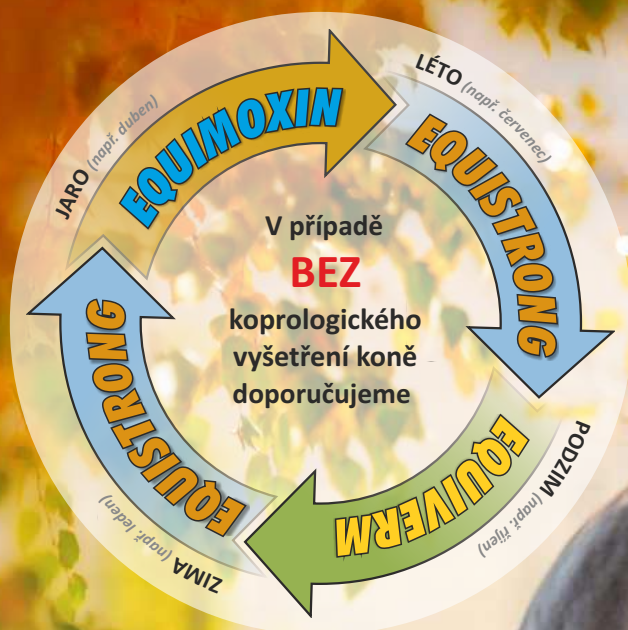 JARO (např. duben)
EQUIMOXIN
LÉTO (např. červenec)
EQUISTRONG
V případě
BEZ
koprologického
vyšetření koně
doporučujeme
PODZIM (např. říjen)
EQUIVERM
ZIMA (např. leden)
EQUISTRONG